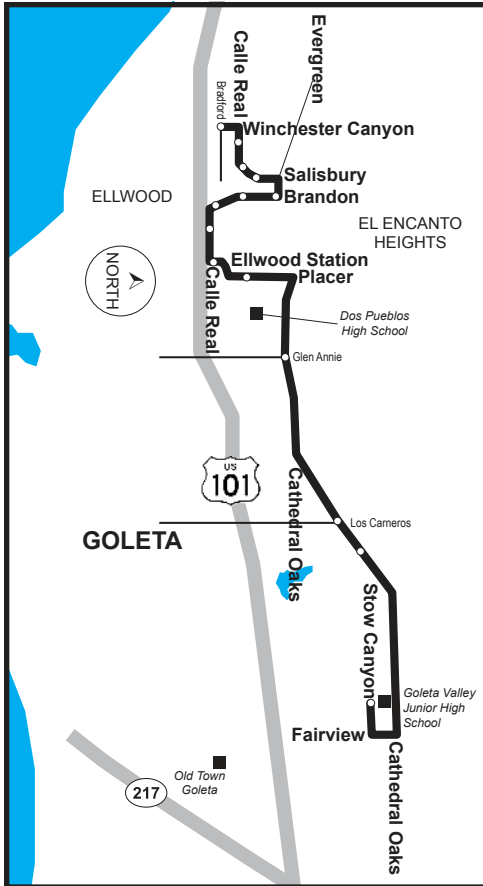 Evergreen
Calle Real
Bradford
Winchester Canyon
Salisbury
Brandon
ELLWOOD
EL ENCANTO
HEIGHTS
NORTH
Ellwood Station
Placer
Calle Real
Dos Pueblos
High School
Glen Annie
US
101
Cathedral Oaks
Los Carneros
GOLETA
Stow Canyon
Goleta Valley
Junior High
School
Fairview
Cathedral Oaks
Old Town
Goleta
217